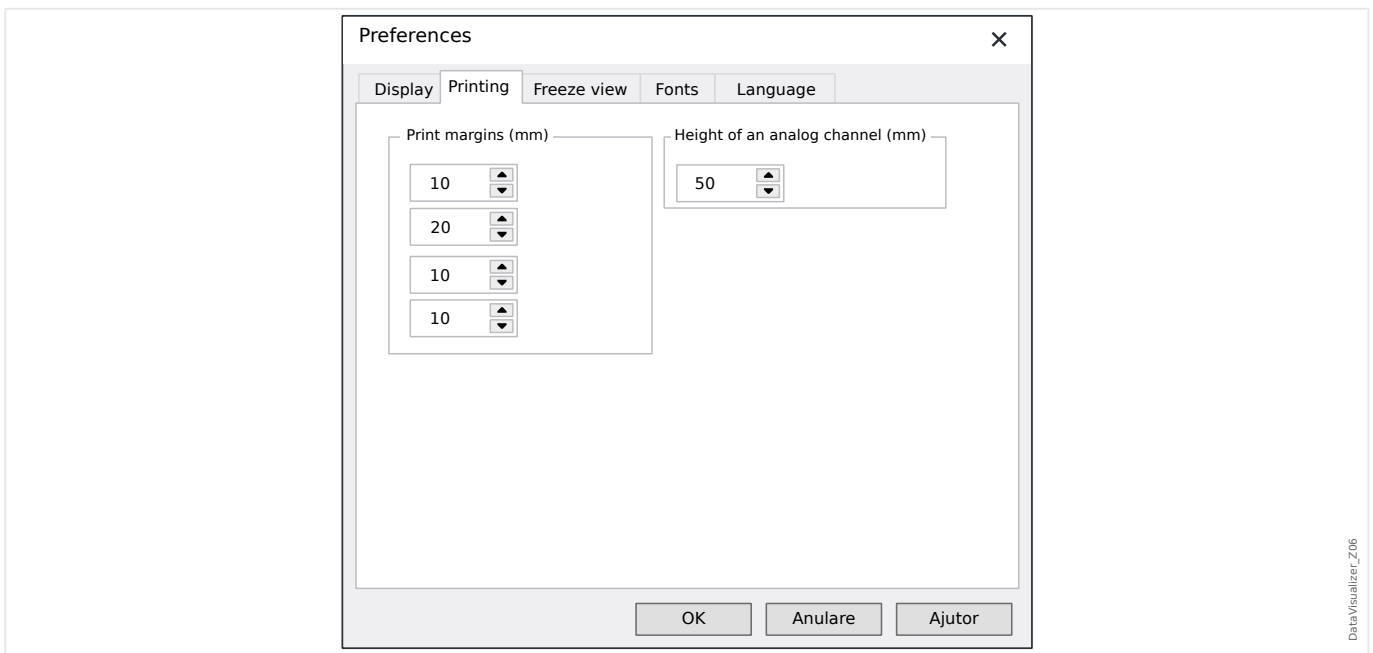 Preferences
Display Printing Freeze view Fonts Language
Print margins (mm) Height of an analog channel (mm)
10 50
20
10
10
OK Anulare Ajutor
DataVisualizer_Z06